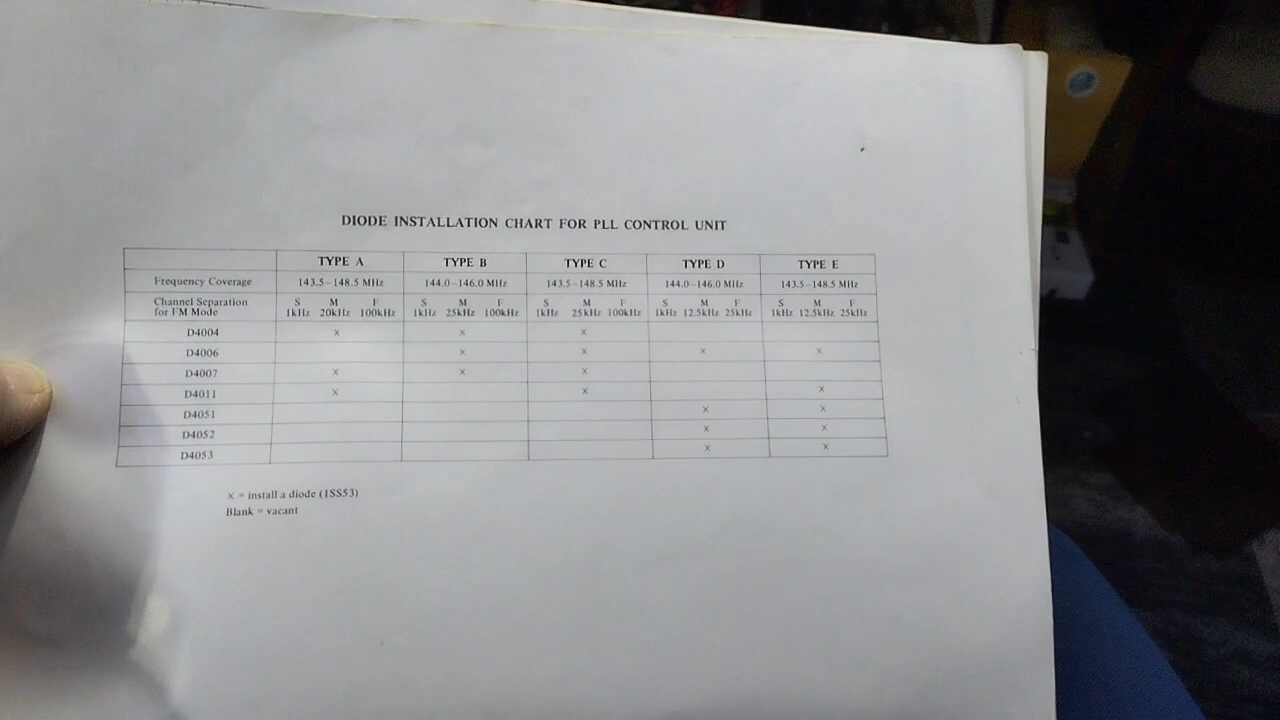 DIODE INSTALLATION CHART FOR PLL CONTROL UNIT
TYPE A TYPE B TYPE C TYPE D TYPE E
Frequency Coverage 143.5-148.5 MHz 144.0-146.0 MHz 143.5-148.5 MHz 144.0-146.0 MHz 143.5-148.5 MHz
Channel Separation S M F S M F S M F S M F S M F
for FM Mode 1kHz 20kHz 100kHz 1kHz 25kHz 100kHz 1kHz 25kHz 100kHz 1kHz 12.5kHz 25kHz 1kHz 12.5kHz 25kHz
D4004 x x x
D4006 x x x x
D4007 x x x
D4011 x x x
D4051 x x
D4052 x x
D4053 x x
x = install a diode (1SS53)
Blank = vacant